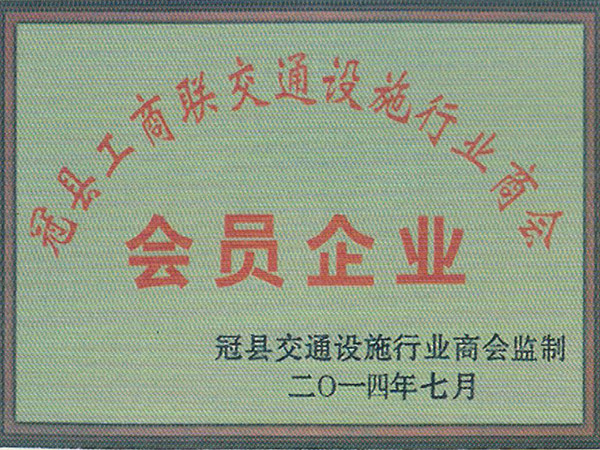 冠县工商联交通设施行业商会
会员企业
冠县交通设施行业商会监制
二〇一四年七月